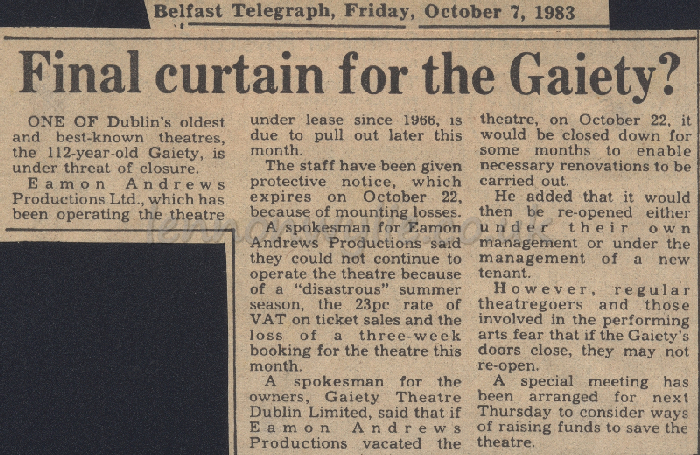 Belfast Telegraph, Friday, October 7, 1983
Final curtain for the Gaiety?
ONE OF Dublin's oldest
and best-known theatres,
the 112-year-old Gaiety, is
under threat of closure.
Eamon Andrews
Productions Ltd., which has
been operating the theatre
under lease since 1966, is
due to pull out later this
month.
The staff have been given
protective notice, which
expires on October 22,
because of mounting losses.
A spokesman for Eamon
Andrews Productions said
they could not continue to
operate the theatre because
of a "disastrous" summer
season, the 23pc rate of
VAT on ticket sales and the
loss of a three-week
booking for the theatre this
month.
A spokesman for the
owners, Gaiety Theatre
Dublin Limited, said that if
Eamon Andrews
Productions vacated the
theatre, on October 22, it
would be closed down for
some months to enable
necessary renovations to be
carried out.
He added that it would
then be re-opened either
under their own
management or under the
management of a new
tenant.
However, regular
theatregoers and those
involved in the performing
arts fear that if the Gaiety's
doors close, they may not
re-open.
A special meeting has
been arranged for next
Thursday to consider ways
of raising funds to save the
theatre.